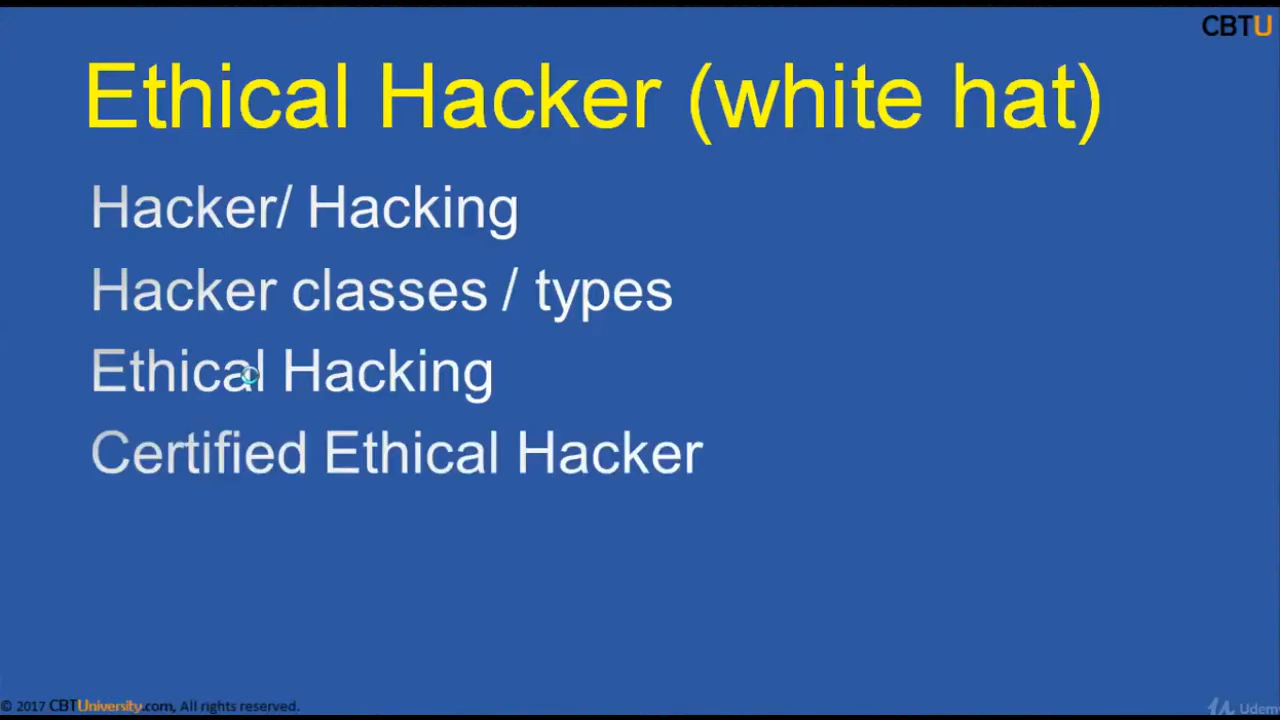 CBTU
Ethical Hacker (white hat)
Hacker/ Hacking
Hacker classes / types
Ethical Hacking
Certified Ethical Hacker
© 2017 CBTUniversity.com, All rights reserved.
Udem